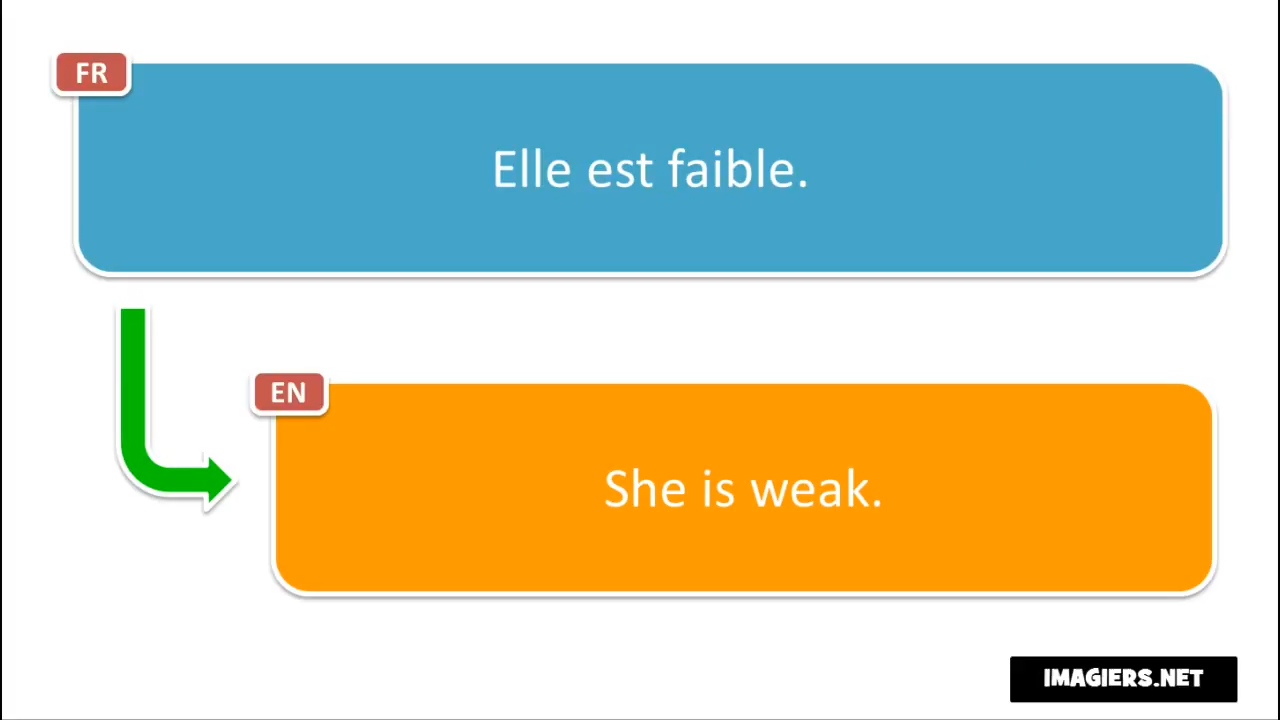 FR
Elle est faible.
EN
She is weak.
IMAGIERS.NET